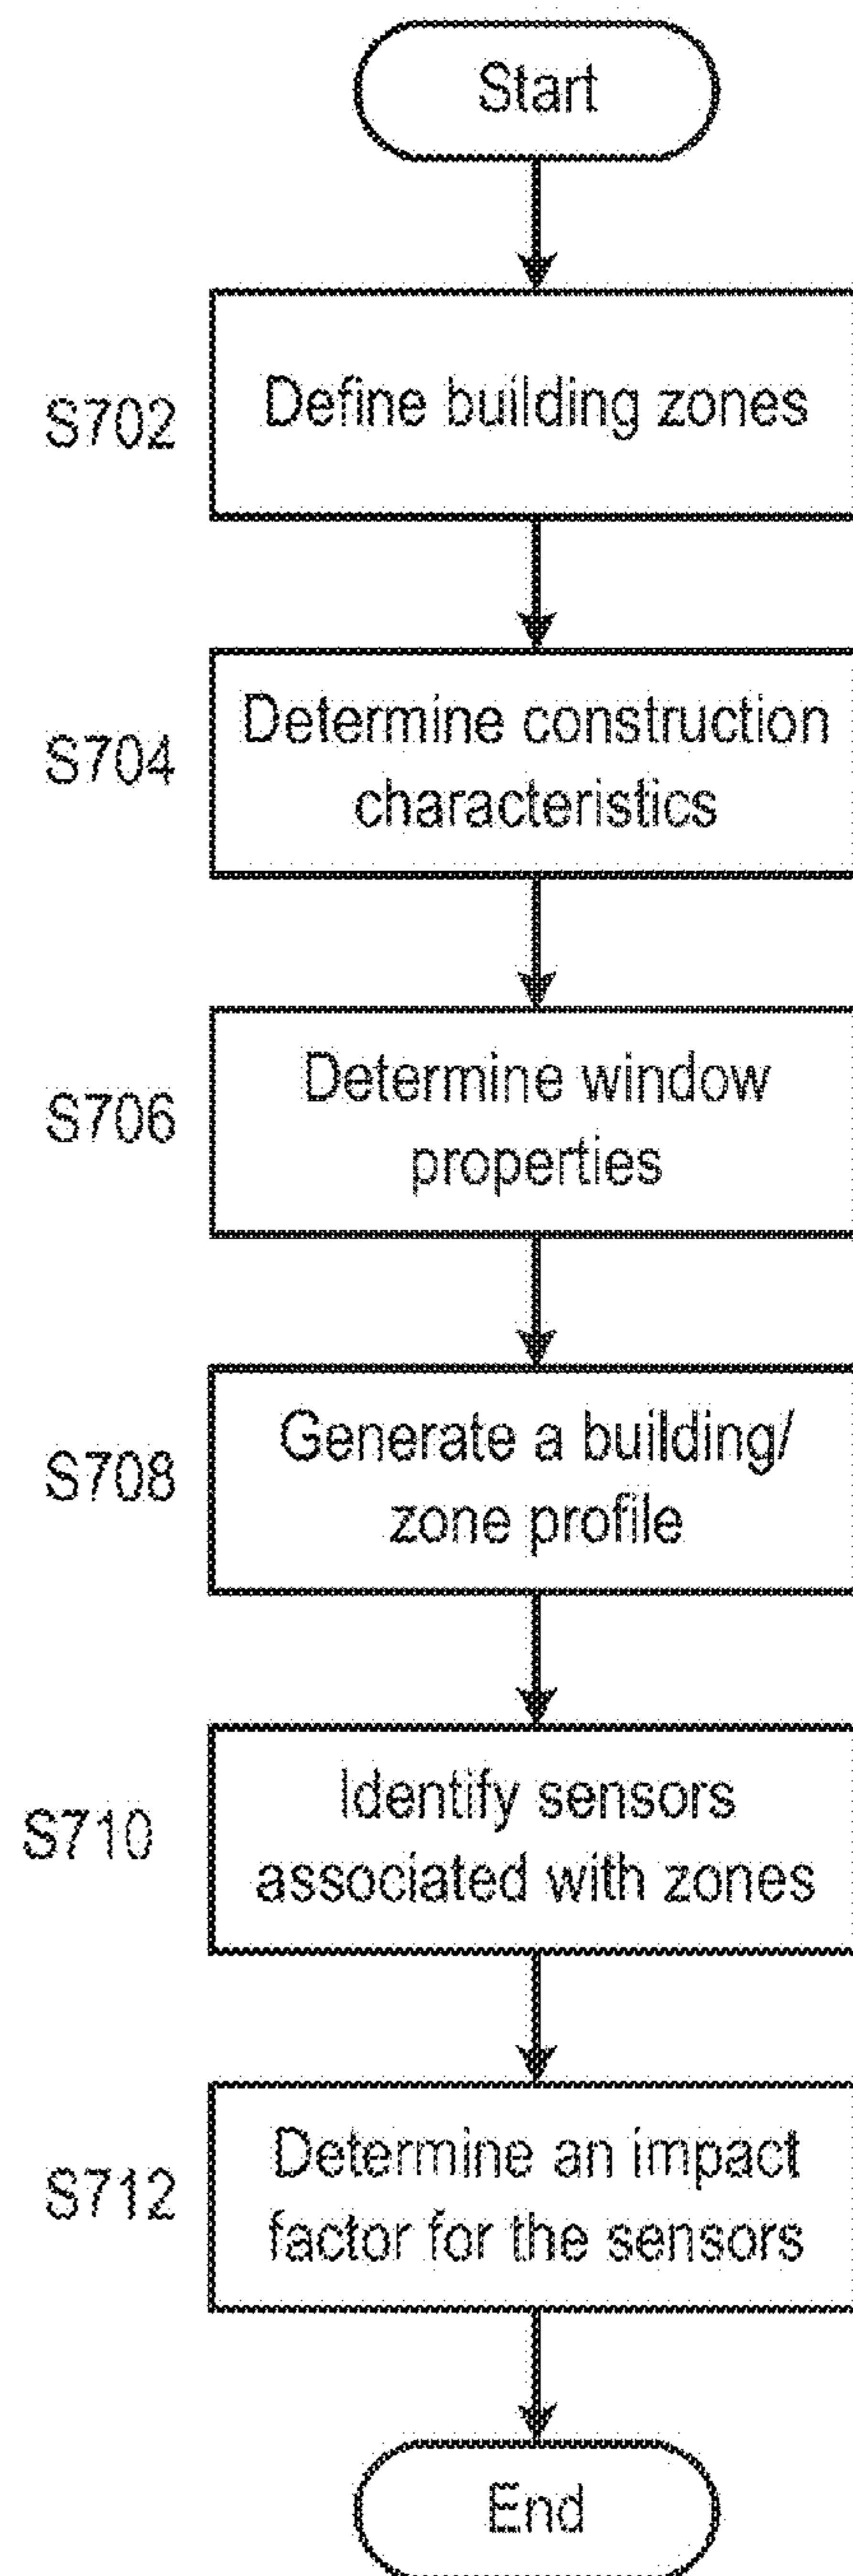 Start
S702
Define building zones
S704
Determine construction
characteristics
S706
Determine window
properties
S708
Generate a building/
zone profile
S710
Identify sensors
associated with zones
S712
Determine an impact
factor for the sensors
End